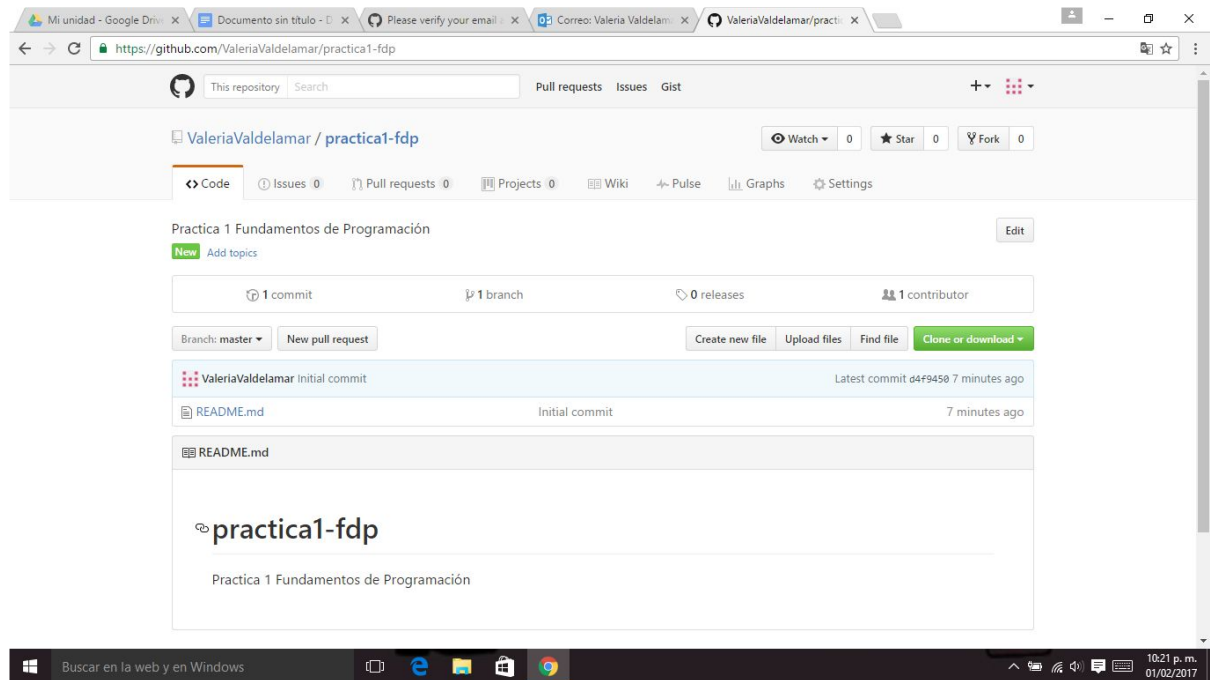 Mi unidad - Google Driv
Documento sin título - D
Please verify your email a
Correo: Valeria Valdelama
ValeriaValdelamar/practic
https://github.com/ValeriaValdelamar/practica1-fdp
This repository Search Pull requests Issues Gist
ValeriaValdelamar / practica1-fdp Watch 0 Star 0 Fork 0
Code Issues 0 Pull requests 0 Projects 0 Wiki Pulse Graphs Settings
Practica 1 Fundamentos de Programación Edit
New Add topics
1 commit 1 branch 0 releases 1 contributor
Branch: master New pull request Create new file Upload files Find file Clone or download
ValeriaValdelamar Initial commit Latest commit d4f9450 7 minutes ago
README.md Initial commit 7 minutes ago
README.md
practica1-fdp
Practica 1 Fundamentos de Programación
Buscar en la web y en Windows
10:21 p. m.
01/02/2017